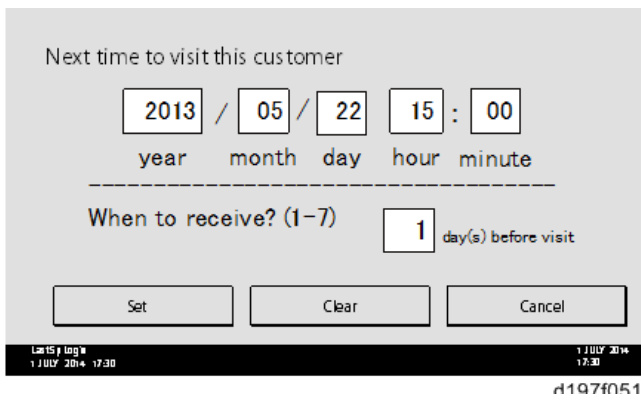 Next time to visit this customer
2013 / 05 / 22 15 : 00
year month day hour minute
When to receive? (1-7) 1 day(s) before visit
Set Clear Cancel
1 JULY 2014
1 JULY 2014 17:30 17:30
d197f051